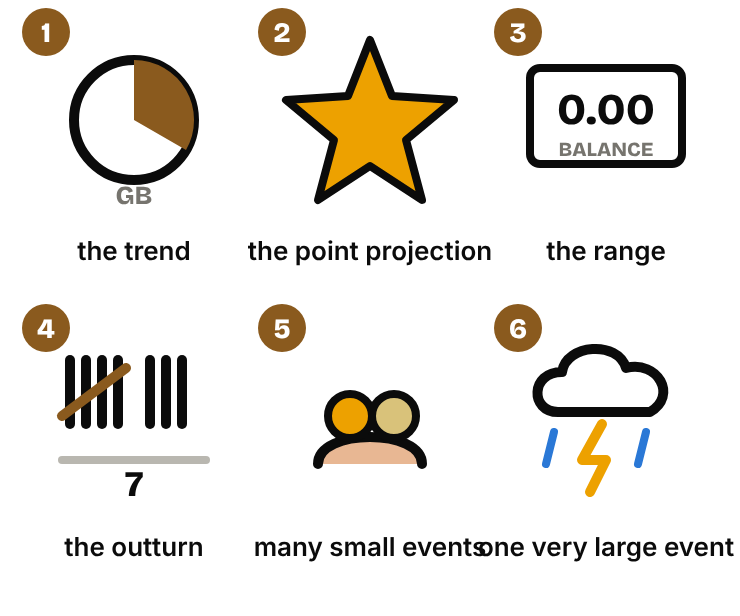 1
2
3
GB
0.00
BALANCE
the trend
the point projection
the range
4
5
6
7
the outturn
many small events
one very large event